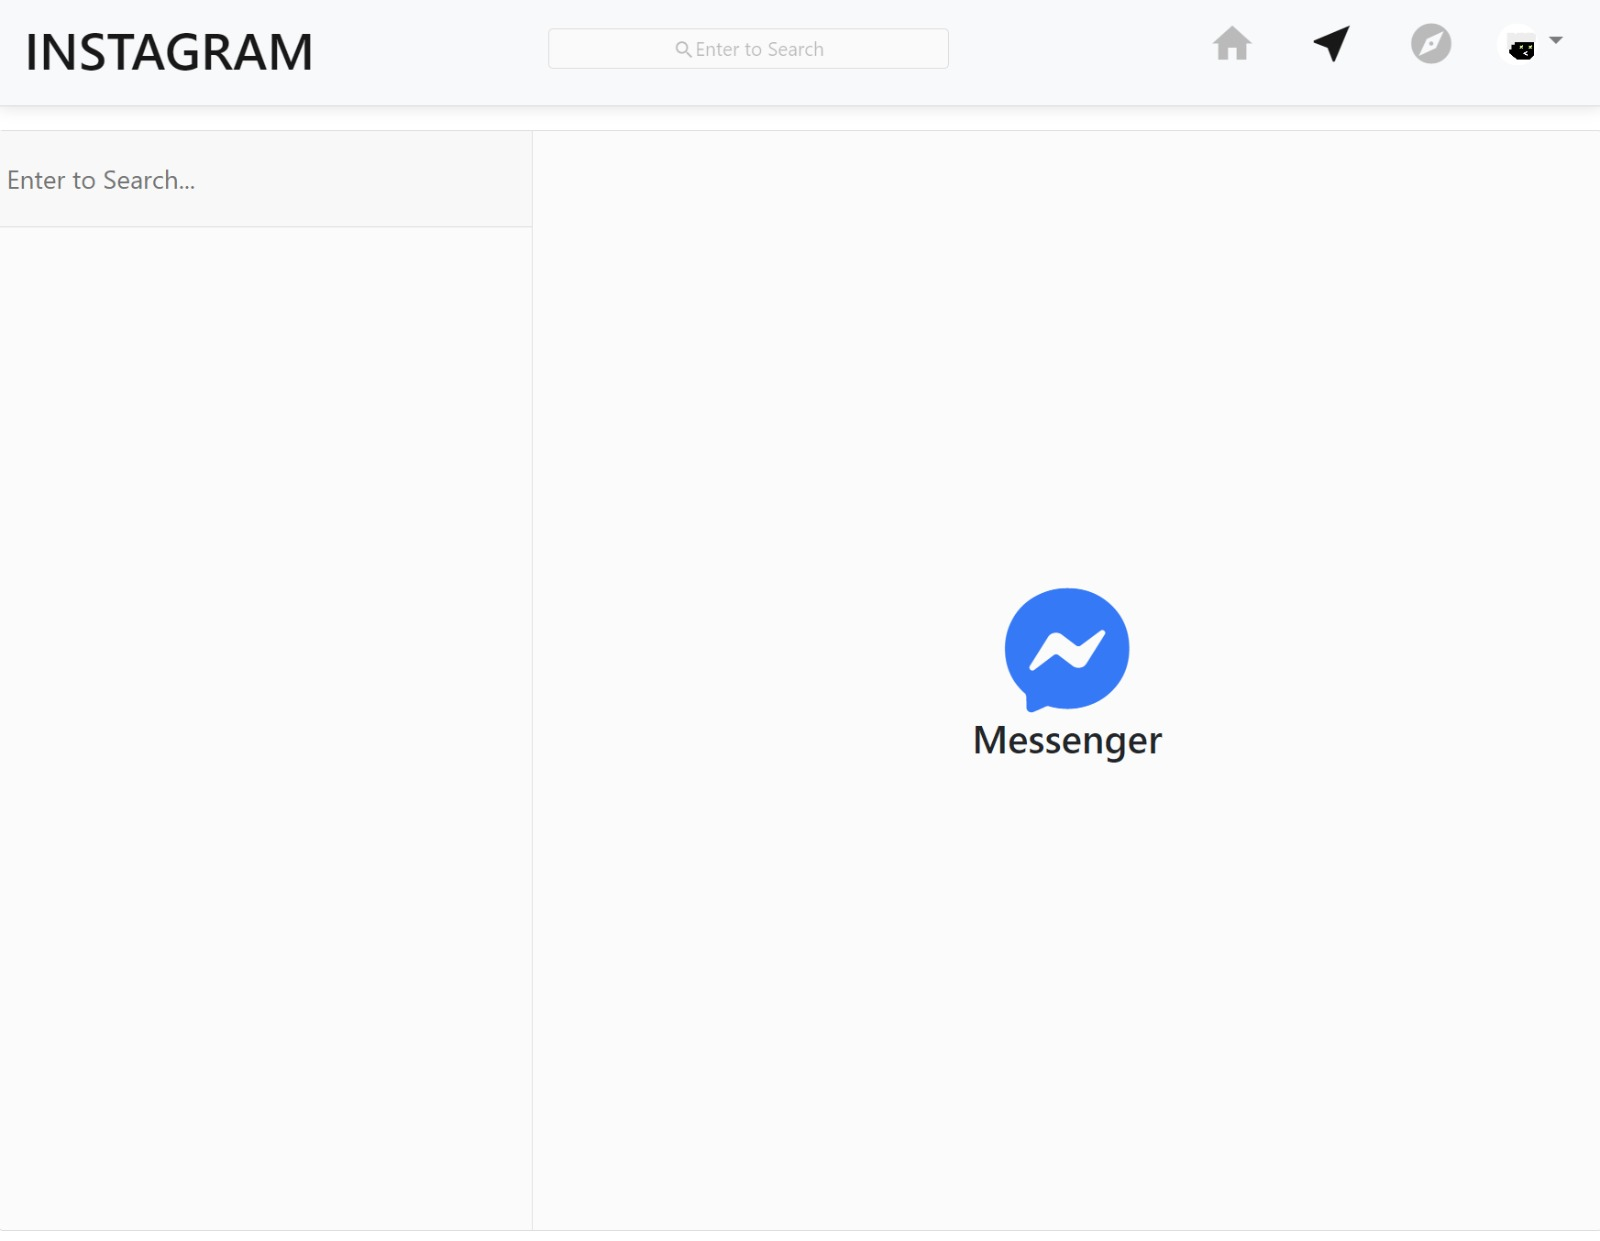 INSTAGRAM
Enter to Search
Enter to Search...
Messenger